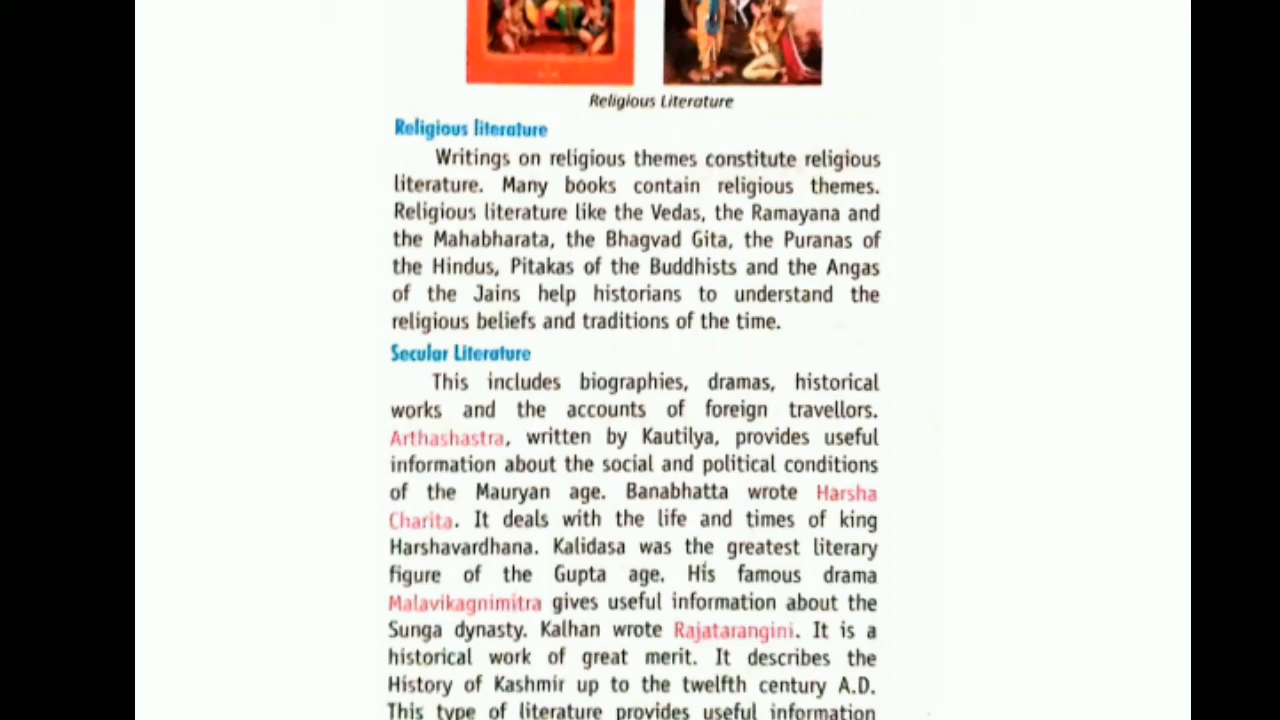 Religious Literature
Religious literature
Writings on religious themes constitute religious
literature. Many books contain religious themes.
Religious literature like the Vedas, the Ramayana and
the Mahabharata, the Bhagvad Gita, the Puranas of
the Hindus, Pitakas of the Buddhists and the Angas
of the Jains help historians to understand the
religious beliefs and traditions of the time.
Secular Literature
This includes biographies, dramas, historical
works and the accounts of foreign travellors.
Arthashastra, written by Kautilya, provides useful
information about the social and political conditions
of the Mauryan age. Banabhatta wrote Harsha
Charita. It deals with the life and times of king
Harshavardhana. Kalidasa was the greatest literary
figure of the Gupta age. His famous drama
Malavikagnimitra gives useful information about the
Sunga dynasty. Kalhan wrote Rajatarangini. It is a
historical work of great merit. It describes the
History of Kashmir up to the twelfth century A.D.
This type of literature provides useful information